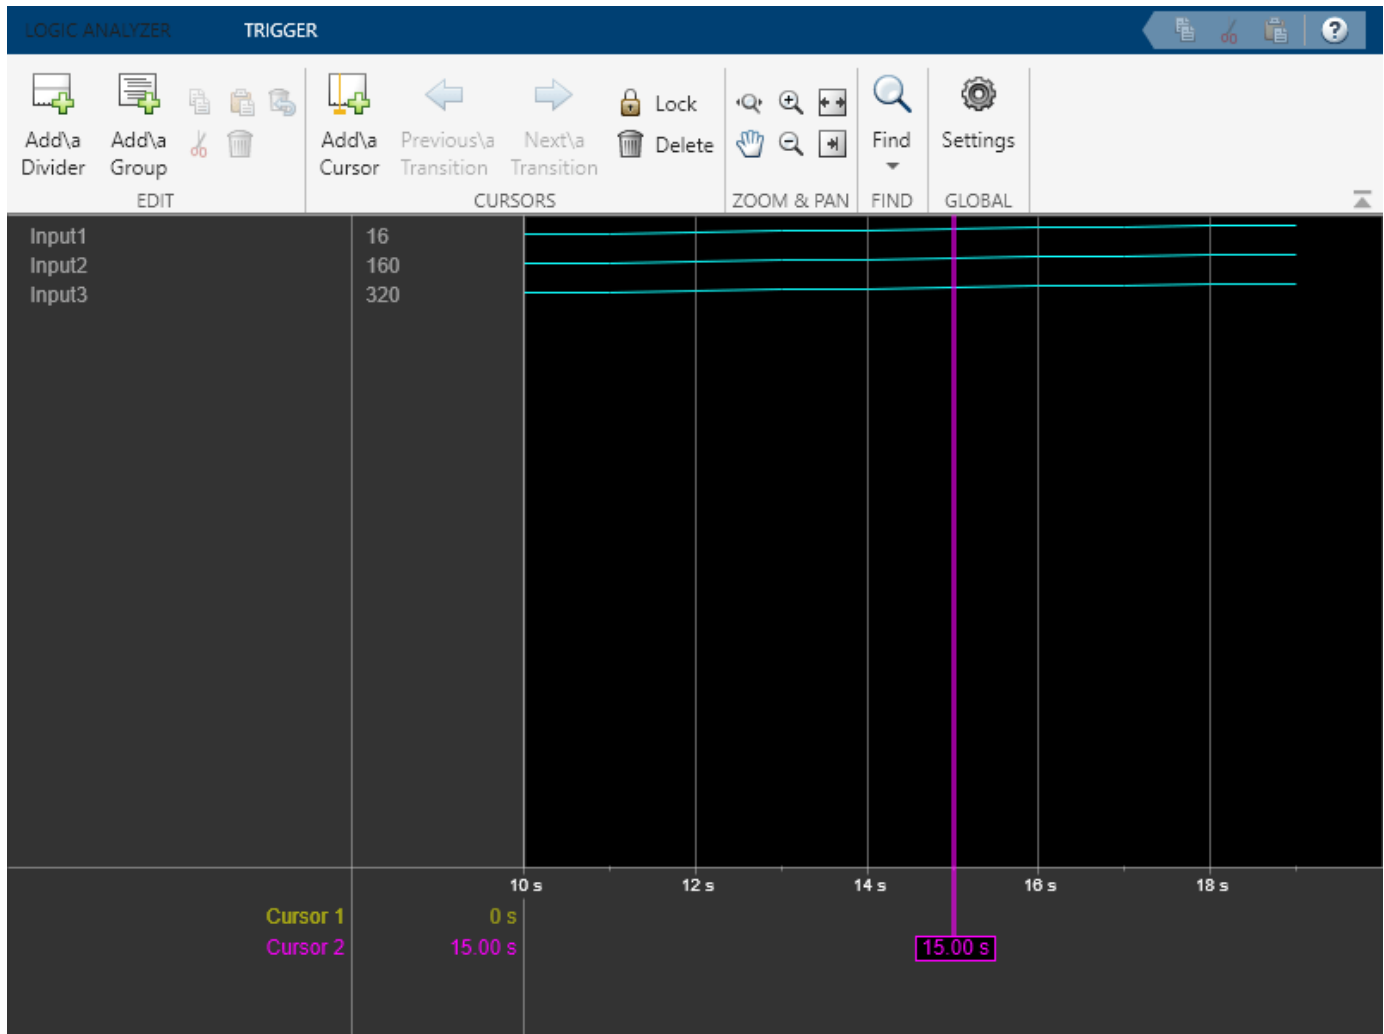 LOGIC ANALYZER TRIGGER
?
Lock
Add\a Add\a Add\a Previous\a Next\a Delete Find Settings
Divider Group Cursor Transition Transition
EDIT CURSORS ZOOM & PAN FIND GLOBAL
Input1 16
Input2 160
Input3 320
10 s 12 s 14 s 16 s 18 s
Cursor 1 0 s
Cursor 2 15.00 s 15.00 s